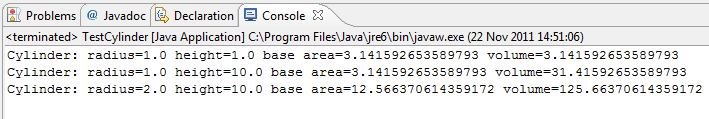 Problems @ Javadoc Declaration Console
<terminated> TestCylinder [Java Application] C:\Program Files\Java\jre6\bin\javaw.exe (22 Nov 2011 14:51:06)
Cylinder: radius=1.0 height=1.0 base area=3.141592653589793 volume=3.141592653589793
Cylinder: radius=1.0 height=10.0 base area=3.141592653589793 volume=31.41592653589793
Cylinder: radius=2.0 height=10.0 base area=12.566370614359172 volume=125.66370614359172